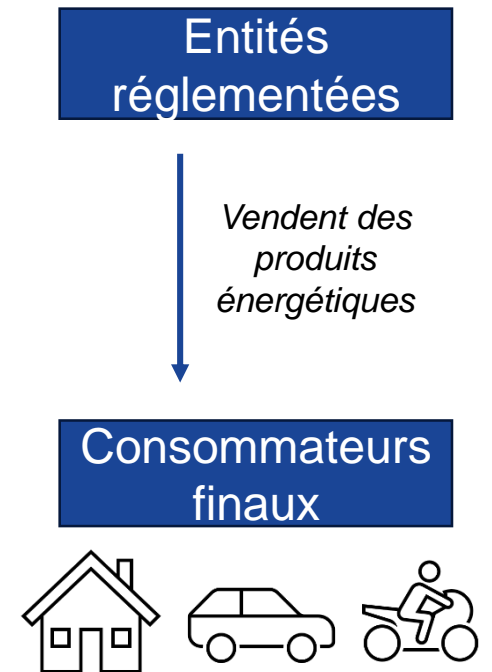 Entités
réglementées
Vendent des
produits
énergétiques
Consommateurs
finaux